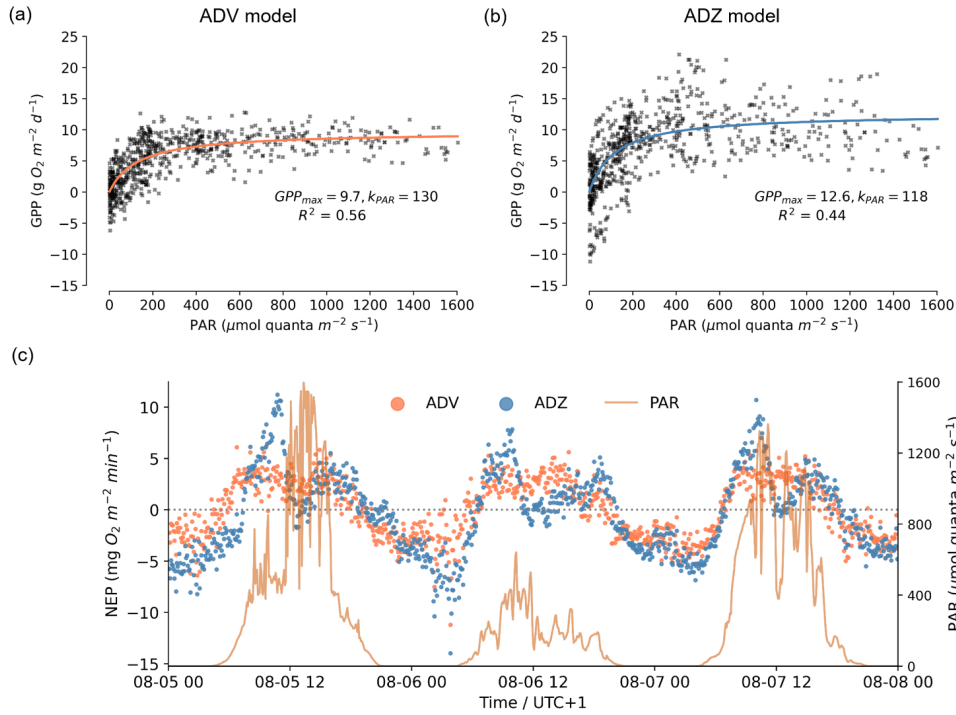 (a) ADV model
(b) ADZ model
25
20
15
10
5
0
−5
−10
−15
GPP (g O₂ m⁻² d⁻¹)
GPP_max = 9.7, k_PAR = 130
R² = 0.56
0 200 400 600 800 1000 1200 1400 1600
PAR (μmol quanta m⁻² s⁻¹)
25
20
15
10
5
0
−5
−10
−15
GPP (g O₂ m⁻² d⁻¹)
GPP_max = 12.6, k_PAR = 118
R² = 0.44
0 200 400 600 800 1000 1200 1400 1600
PAR (μmol quanta m⁻² s⁻¹)
(c)
ADV ADZ PAR
10
5
0
−5
−10
−15
NEP (mg O₂ m⁻² min⁻¹)
1600
1200
800
400
0
PAR (μmol quanta m⁻² s⁻¹)
08-05 00 08-05 12 08-06 00 08-06 12 08-07 00 08-07 12 08-08 00
Time / UTC+1